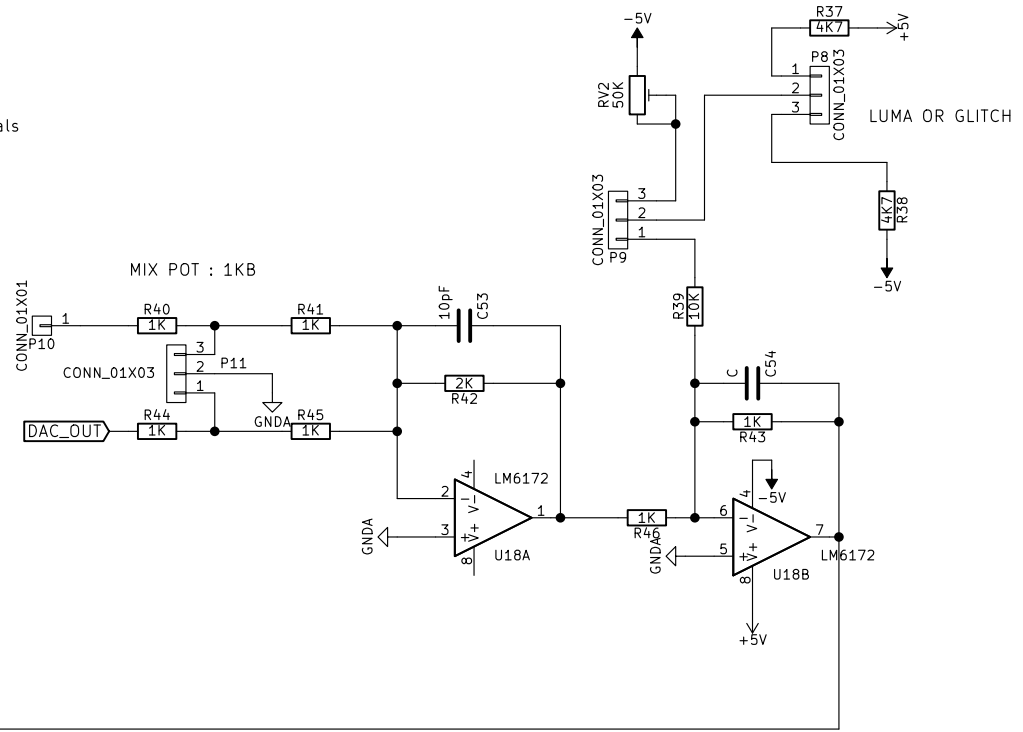 R37
4K7
+5V
-5V
P8
CONN_01X03
1
2
3
LUMA OR GLITCH
RV2
50K
als
CONN_01X03
3
2
1
P9
4K7
R38
-5V
MIX POT : 1KB
CONN_01X01
1
P10
R40
1K
R41
1K
10pF
C53
R39
10K
CONN_01X03
3
2
1
P11
GNDA
2K
R42
C
C54
1K
R43
DAC_OUT
R44
1K
R45
1K
LM6172
4
2
3
8
1
V-
V+
-
+
GNDA
U18A
1K
R46
GNDA
4
-5V
6
5
8
7
V-
V+
-
+
LM6172
U18B
+5V